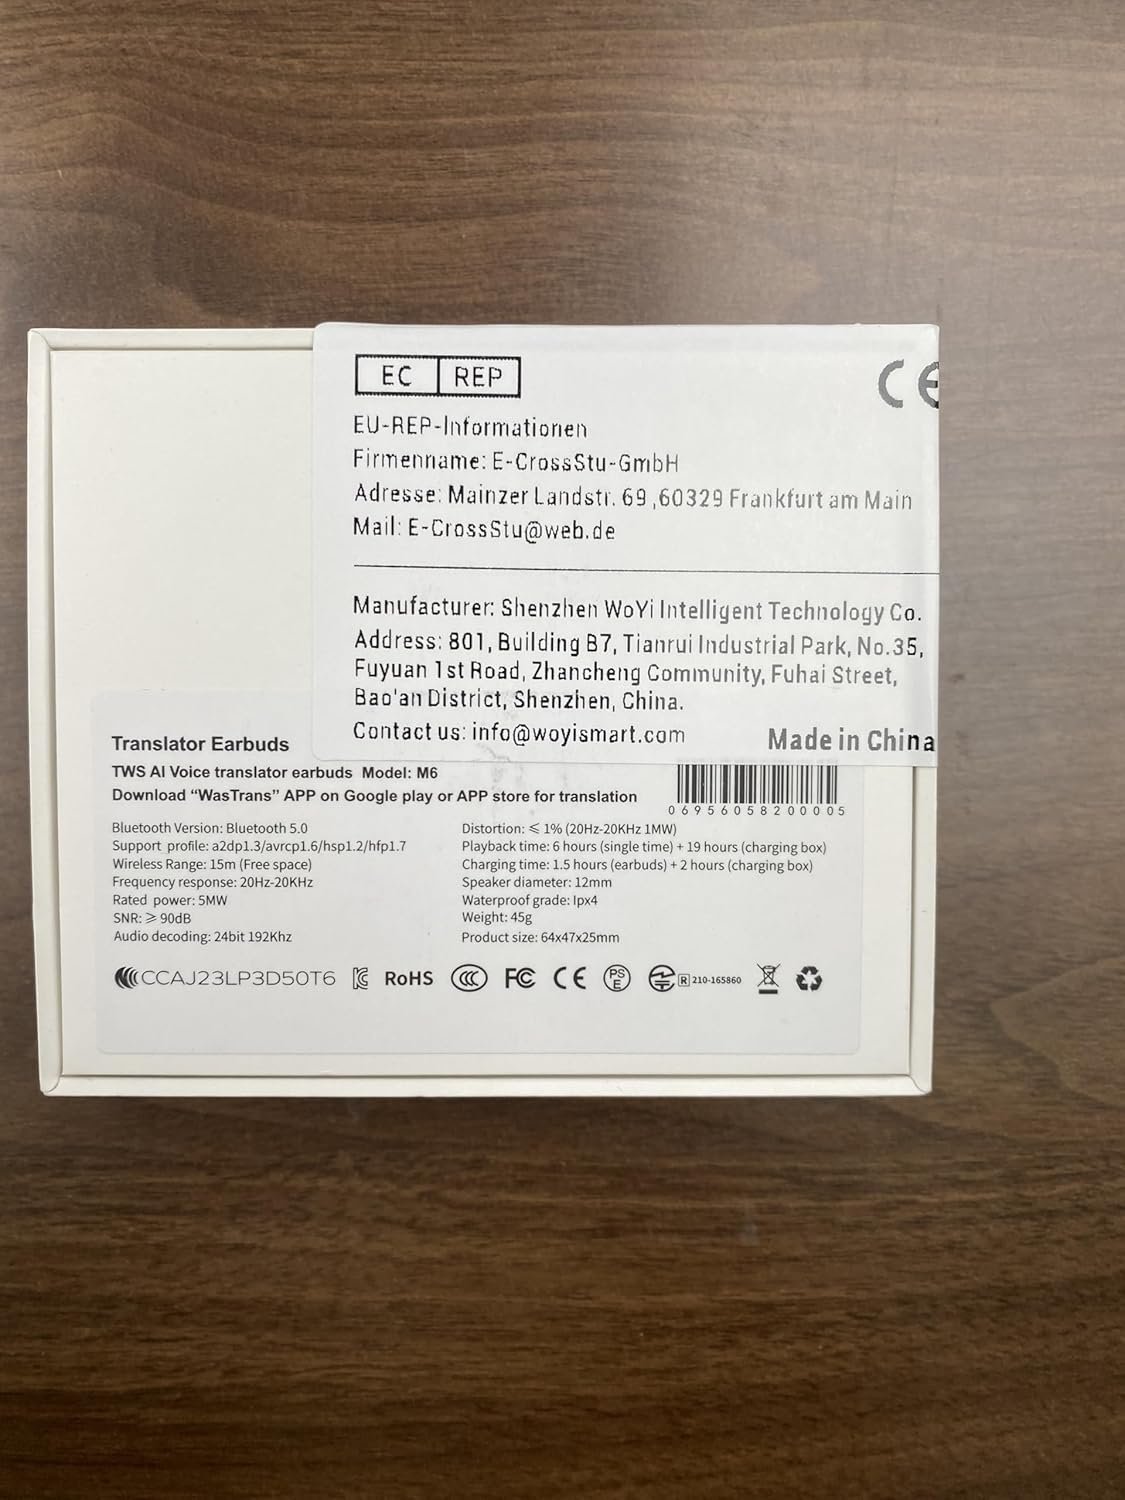 EC REP
CE
EU-REP-Informationen
Firmenname: E-CrossStu-GmbH
Adresse: Mainzer Landstr. 69 ,60329 Frankfurt am Main
Mail: E-CrossStu@web.de
Manufacturer: Shenzhen WoYi Intelligent Technology Co.
Address: 801, Building B7, Tianrui Industrial Park, No.35,
Fuyuan 1st Road, Zhancheng Community, Fuhai Street,
Bao'an District, Shenzhen, China.
Contact us: info@woyismart.com
Made in China
Translator Earbuds
TWS AI Voice translator earbuds Model: M6
Download “WasTrans” APP on Google play or APP store for translation
06956058200005
Bluetooth Version: Bluetooth 5.0
Support profile: a2dp1.3/avrcp1.6/hsp1.2/hfp1.7
Wireless Range: 15m (Free space)
Frequency response: 20Hz-20KHz
Rated power: 5MW
SNR: ≥ 90dB
Audio decoding: 24bit 192Khz
Distortion: ≤ 1% (20Hz-20KHz 1MW)
Playback time: 6 hours (single time) + 19 hours (charging box)
Charging time: 1.5 hours (earbuds) + 2 hours (charging box)
Speaker diameter: 12mm
Waterproof grade: Ipx4
Weight: 45g
Product size: 64x47x25mm
CCAJ23LP3D50T6 RoHS CCC FC CE PSE R 210-165860